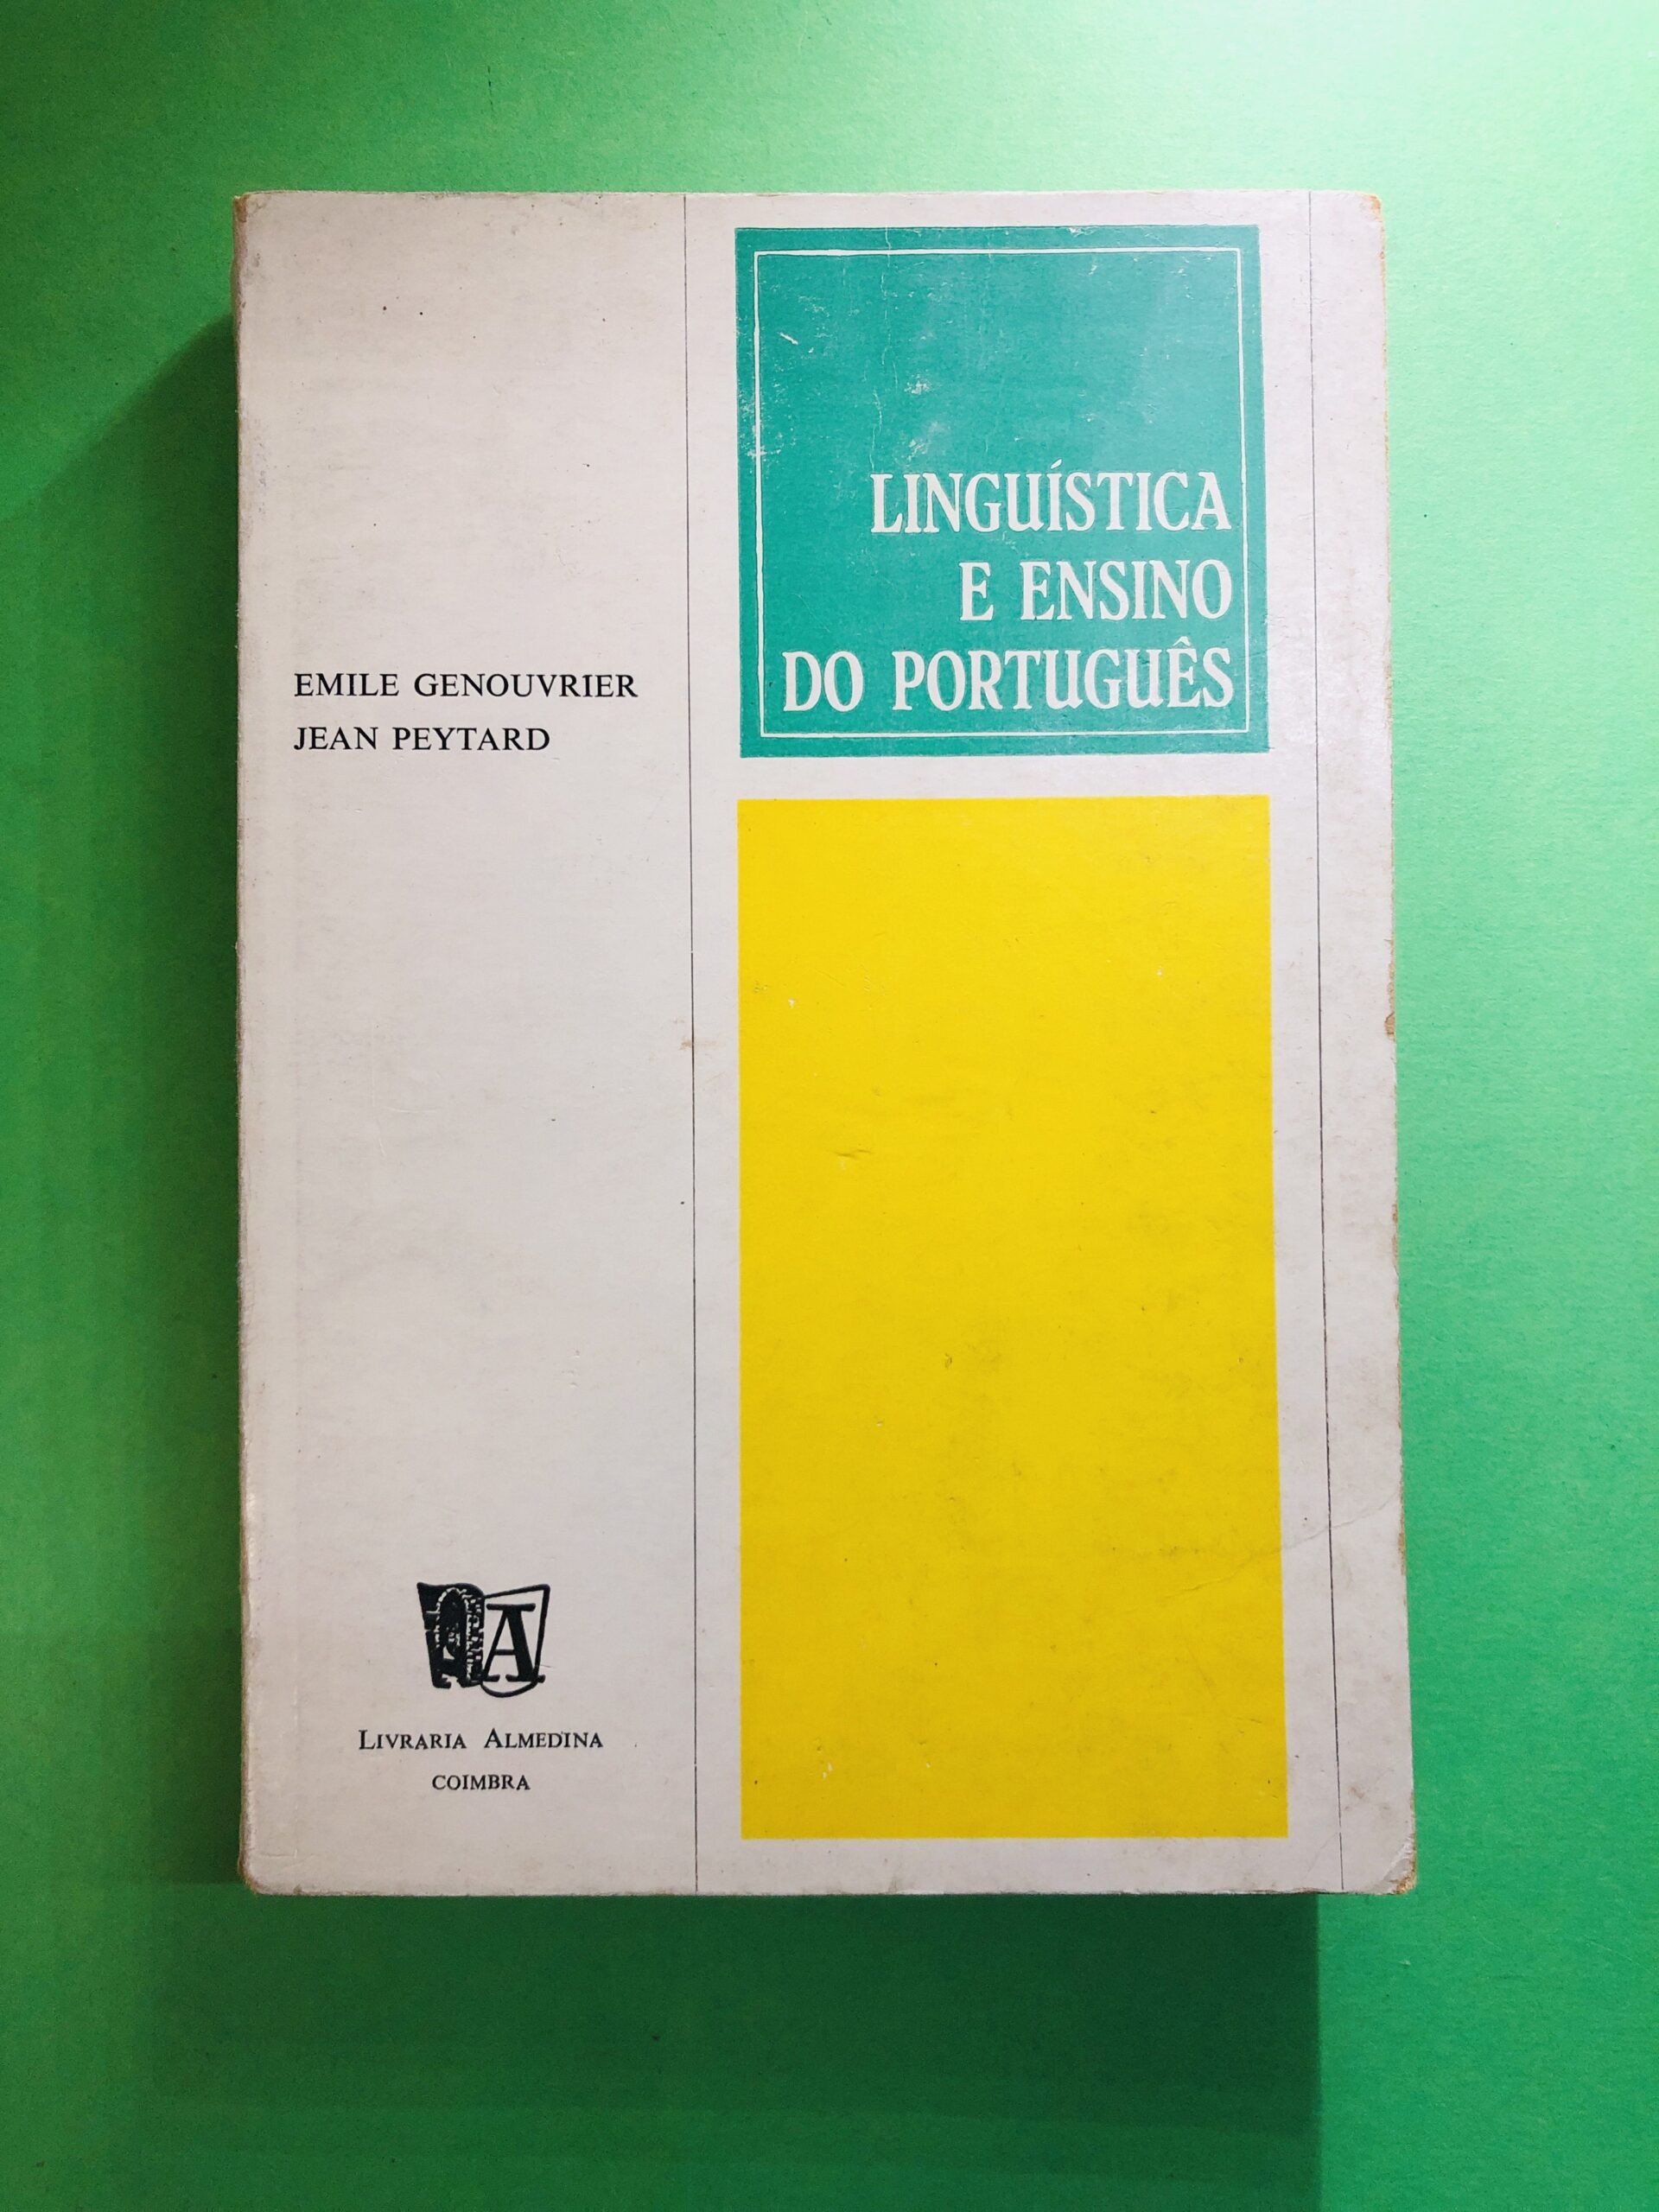 LINGUÍSTICA
E ENSINO
DO PORTUGUÊS
EMILE GENOUVRIER
JEAN PEYTARD
A
LIVRARIA ALMEDINA
COIMBRA